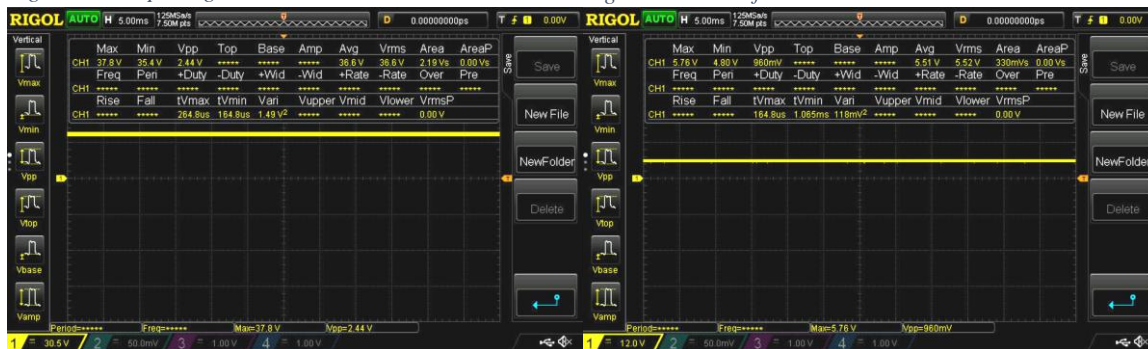 RIGOL AUTO H 5.00ms 125MSa/s 7.50M pts D 0.00000000ps T 1 0.00V
Vertical
Max Min Vpp Top Base Amp Avg Vrms Area AreaP
CH1 37.8 V 35.4 V 2.44 V ***** ***** ***** 36.6 V 36.6 V 2.19 Vs 0.00 Vs
Freq Peri +Duty -Duty +Wid -Wid +Rate -Rate Over Pre
CH1 ***** ***** ***** ***** ***** ***** ***** ***** ***** *****
Rise Fall tVmax tVmin Vari Vupper Vmid Vlower VrmsP
CH1 ***** ***** 264.8us 164.8us 1.49 V² 0.00 V
Vmax
Vmin
Vpp
Vtop
Vbase
Vamp
Save
Save
New File
NewFolder
Delete
1
T
Period=***** Freq=***** Max=37.8 V Vpp=2.44 V
1 = 30.5 V 2 = 50.0mV 3 = 1.00 V 4 = 1.00 V
RIGOL AUTO H 5.00ms 125MSa/s 7.50M pts D 0.00000000ps T 1 0.00V
Vertical
Max Min Vpp Top Base Amp Avg Vrms Area AreaP
CH1 5.76 V 4.80 V 960mV ***** ***** ***** 5.51 V 5.52 V 330mVs 0.00 Vs
Freq Peri +Duty -Duty +Wid -Wid +Rate -Rate Over Pre
CH1 ***** ***** ***** ***** ***** ***** ***** ***** ***** *****
Rise Fall tVmax tVmin Vari Vupper Vmid Vlower VrmsP
CH1 ***** ***** 164.8us 1.065ms 118mV² 0.00 V
Vmax
Vmin
Vpp
Vtop
Vbase
Vamp
Save
Save
New File
NewFolder
Delete
1
T
Period=***** Freq=***** Max=5.76 V Vpp=960mV
1 = 12.0 V 2 = 50.0mV 3 = 1.00 V 4 = 1.00 V